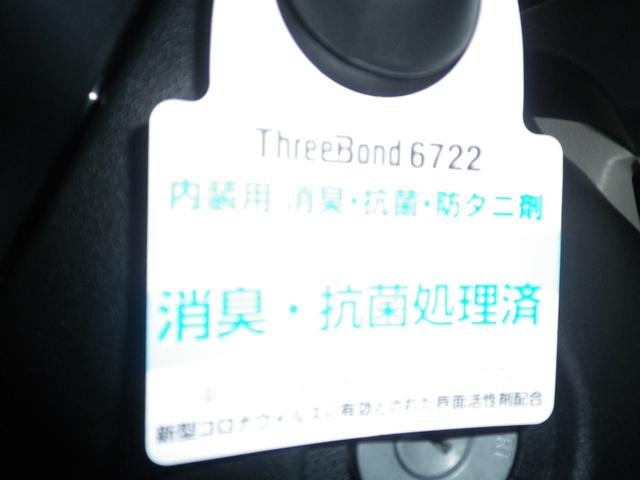 ThreeBond 6722
内装用 消臭・抗菌・防ダニ剤
消臭・抗菌処理済
新型コロナウィルスに有効とされた界面活性剤配合